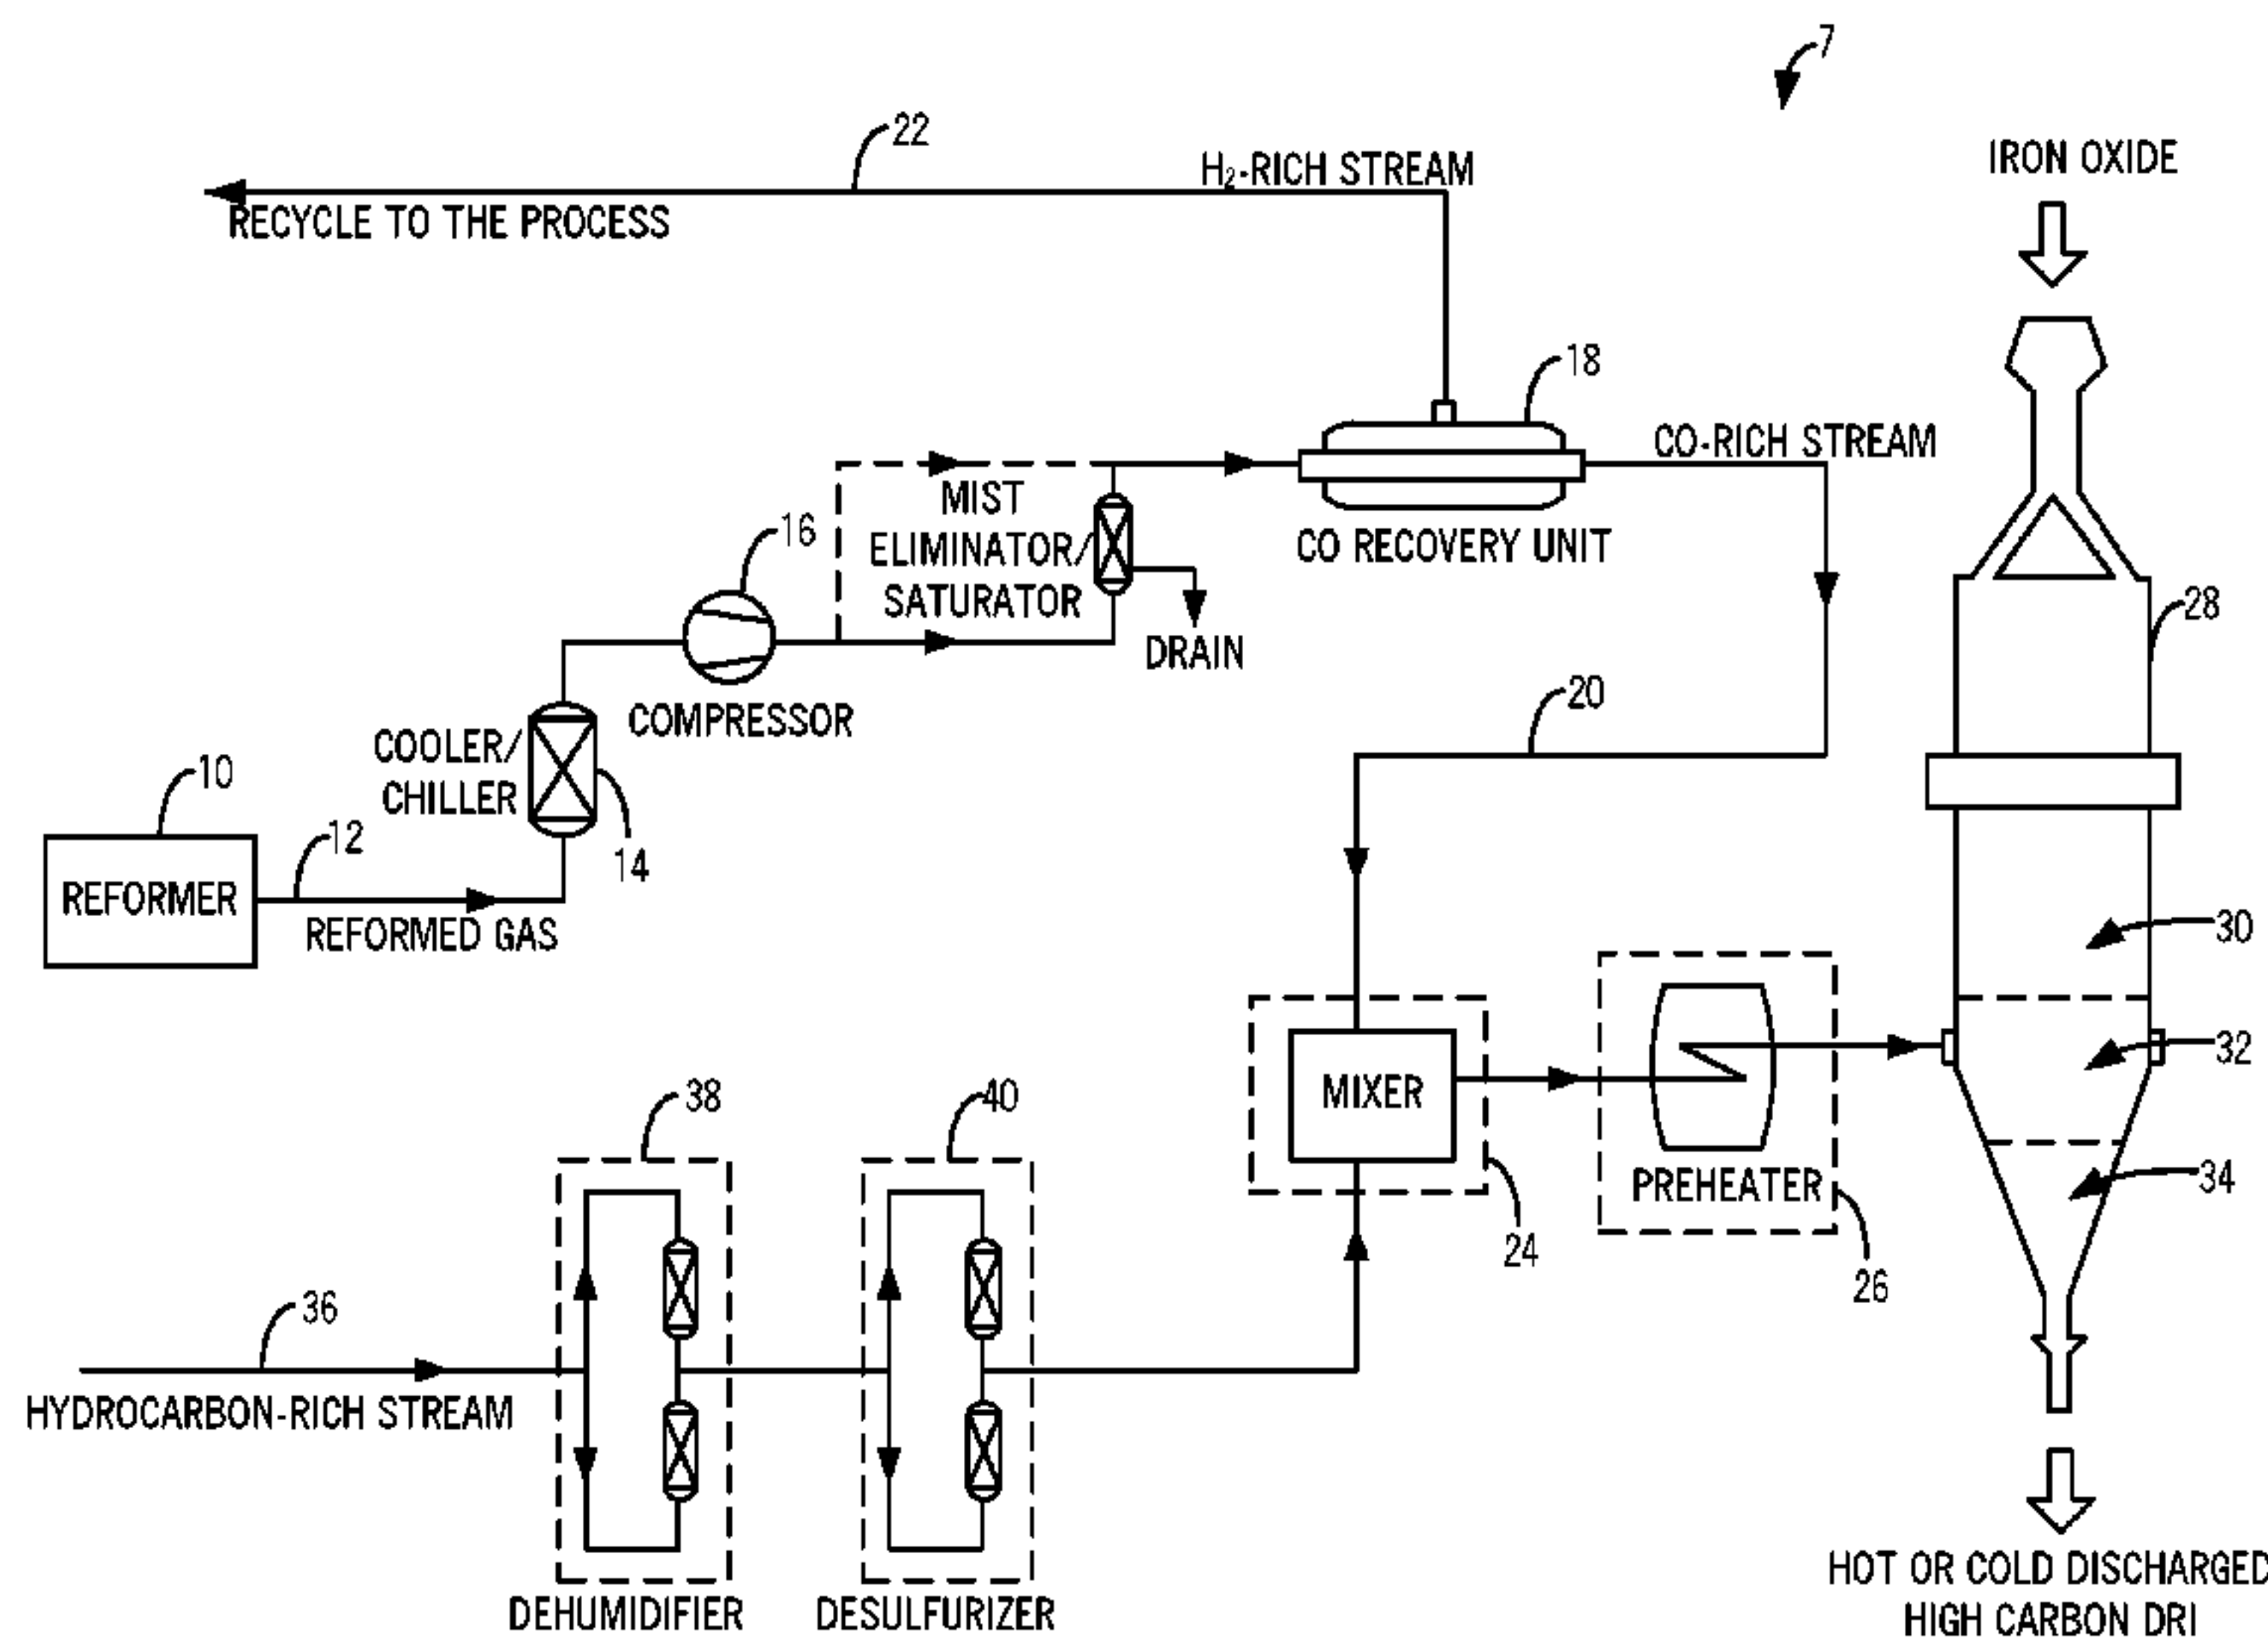 7
22
H₂-RICH STREAM
IRON OXIDE
RECYCLE TO THE PROCESS
18
CO-RICH STREAM
MIST
ELIMINATOR/
SATURATOR
16
CO RECOVERY UNIT
28
DRAIN
COMPRESSOR
20
COOLER/
CHILLER
10
12
14
REFORMER
REFORMED GAS
30
32
MIXER
38
40
PREHEATER
34
24
26
36
HYDROCARBON-RICH STREAM
DEHUMIDIFIER
DESULFURIZER
HOT OR COLD DISCHARGED
HIGH CARBON DRI